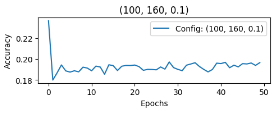 (100, 160, 0.1)
Config: (100, 160, 0.1)
Accuracy
0.22
0.20
0.18
0 10 20 30 40 50
Epochs